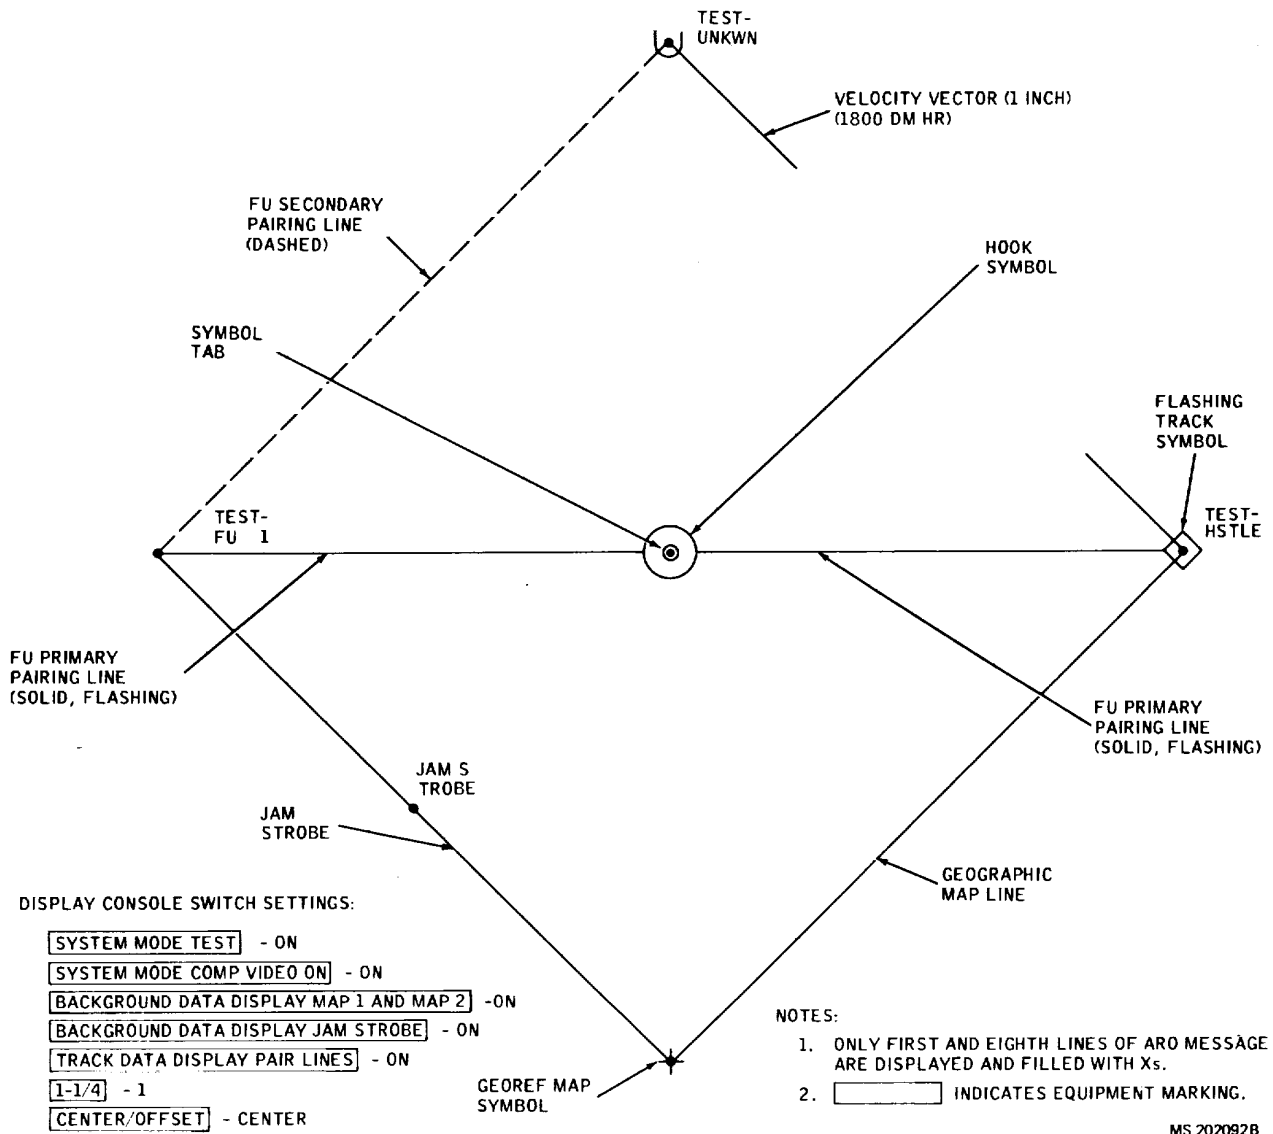 TEST-
UNKWN
VELOCITY VECTOR (1 INCH)
(1800 DM HR)
FU SECONDARY
PAIRING LINE
(DASHED)
HOOK
SYMBOL
SYMBOL
TAB
FLASHING
TRACK
SYMBOL
TEST-
FU 1
TEST-
HSTLE
FU PRIMARY
PAIRING LINE
(SOLID, FLASHING)
FU PRIMARY
PAIRING LINE
(SOLID, FLASHING)
JAM S
TROBE
JAM
STROBE
GEOGRAPHIC
MAP LINE
DISPLAY CONSOLE SWITCH SETTINGS:
SYSTEM MODE TEST - ON
SYSTEM MODE COMP VIDEO ON - ON
BACKGROUND DATA DISPLAY MAP 1 AND MAP 2 -ON
BACKGROUND DATA DISPLAY JAM STROBE - ON
TRACK DATA DISPLAY PAIR LINES - ON
1-1/4 - 1
CENTER/OFFSET - CENTER
GEOREF MAP
SYMBOL
NOTES:
1. ONLY FIRST AND EIGHTH LINES OF ARO MESSAGE
ARE DISPLAYED AND FILLED WITH Xs.
2. INDICATES EQUIPMENT MARKING.
MS 202092B